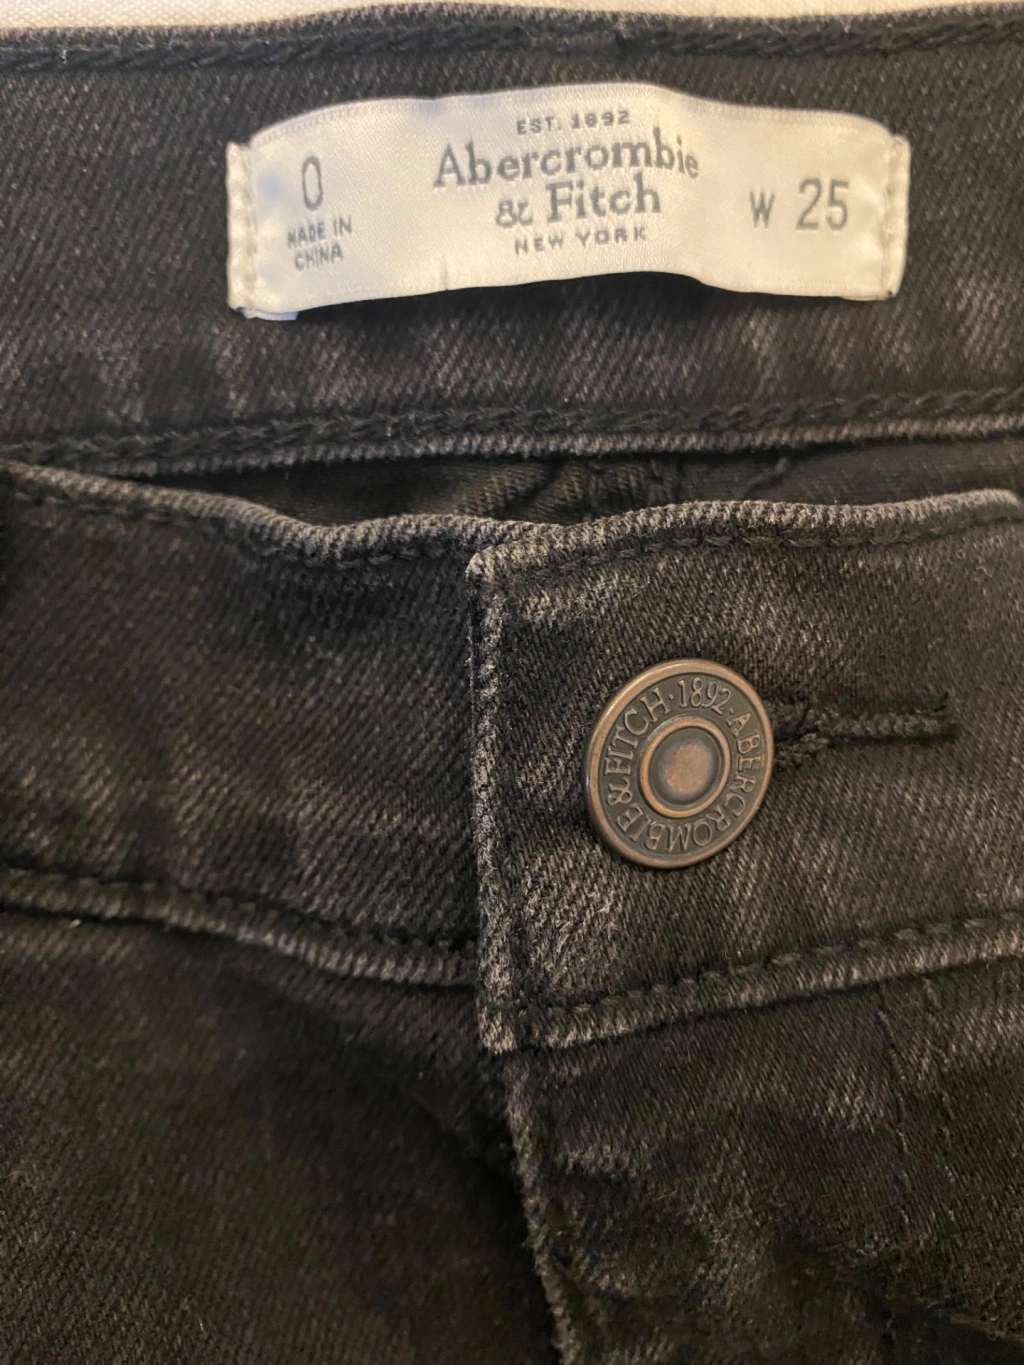 EST. 1892
Abercrombie
& Fitch
NEW YORK
0
MADE IN
CHINA
W 25
ABERCROMBIE & FITCH · 1892 ·